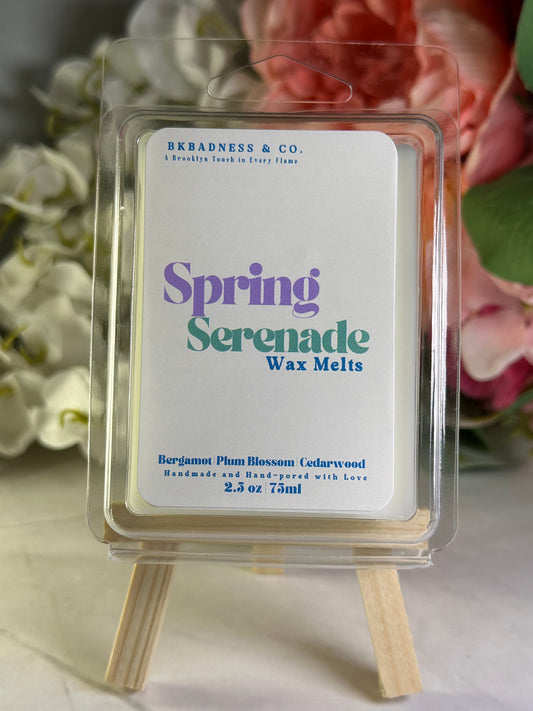 BKBADNESS & CO.
A Brooklyn Touch in Every Flame
Spring
Serenade
Wax Melts
Bergamot|Plum Blossom|Cedarwood
Handmade and Hand-pored with Love
2.5 oz|75ml